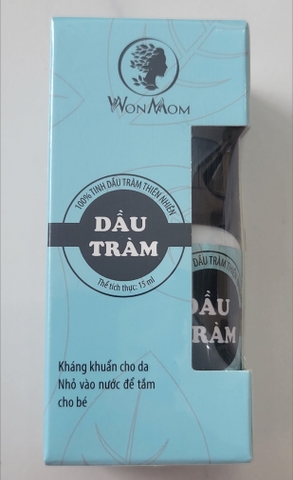 WONMOM
100% TINH DẦU TRÀM THIÊN NHIÊN
DẦU
TRÀM
Thể tích thực: 15 ml
Kháng khuẩn cho da
Nhỏ vào nước để tắm
cho bé
DẦU TRÀM THIÊN
DẦU
TRÀM